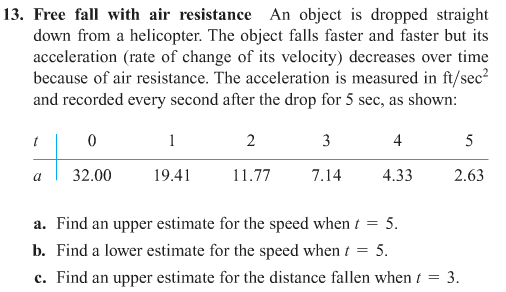 13. Free fall with air resistance An object is dropped straight
down from a helicopter. The object falls faster and faster but its
acceleration (rate of change of its velocity) decreases over time
because of air resistance. The acceleration is measured in ft/sec²
and recorded every second after the drop for 5 sec, as shown:
t 0 1 2 3 4 5
a 32.00 19.41 11.77 7.14 4.33 2.63
a. Find an upper estimate for the speed when t = 5.
b. Find a lower estimate for the speed when t = 5.
c. Find an upper estimate for the distance fallen when t = 3.